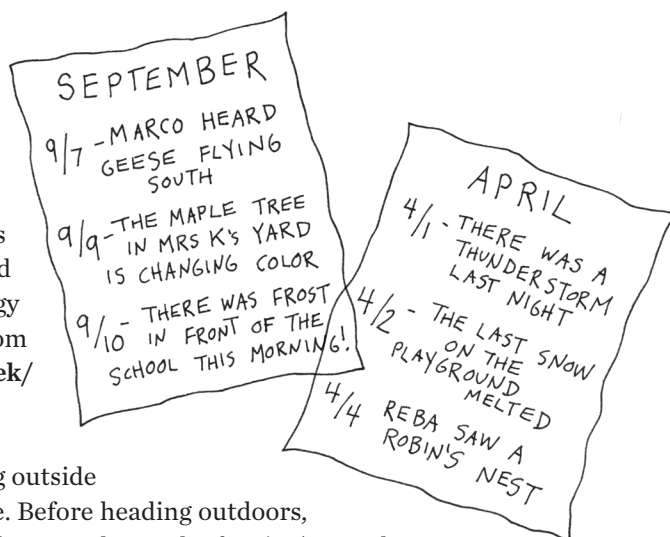 SEPTEMBER
9/7 - MARCO HEARD
GEESE FLYING
SOUTH
9/9 - THE MAPLE TREE
IN MRS K'S YARD
IS CHANGING COLOR
9/10 - THERE WAS FROST
IN FRONT OF THE
SCHOOL THIS MORNING!
APRIL
4/1 - THERE WAS A
THUNDERSTORM
LAST NIGHT
4/2 - THE LAST SNOW
ON THE
PLAYGROUND
MELTED
4/4 REBA SAW A
ROBIN'S NEST
ek/
outside
Before heading outdoors,